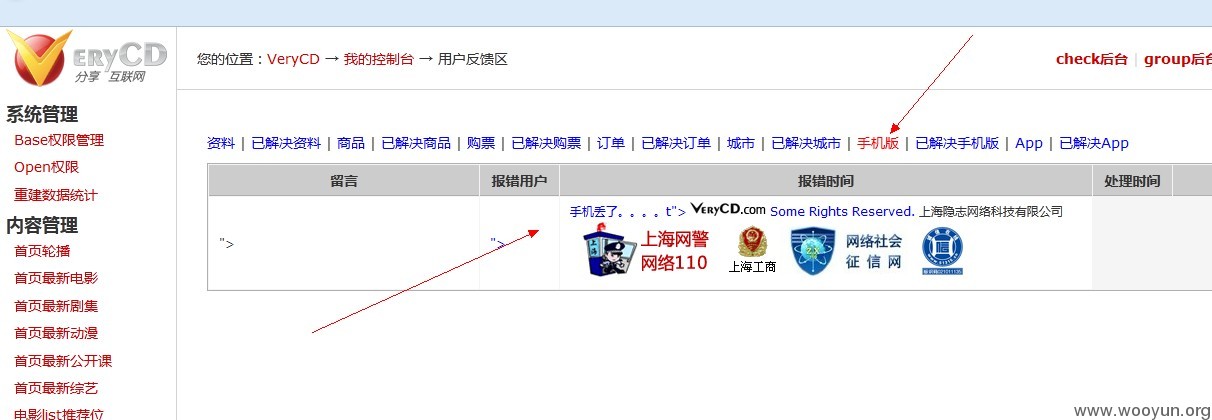 VERYCD
分享 互联网
您的位置：VeryCD → 我的控制台 → 用户反馈区
check后台 | group后台
系统管理
Base权限管理
Open权限
重建数据统计
内容管理
首页轮播
首页最新电影
首页最新剧集
首页最新动漫
首页最新公开课
首页最新综艺
电影list推荐位
资料 | 已解决资料 | 商品 | 已解决商品 | 购票 | 已解决购票 | 订单 | 已解决订单 | 城市 | 已解决城市 | 手机版 | 已解决手机版 | App | 已解决App
留言 报错用户 报错时间 处理时间
"> "> 手机丢了。。。。t"> VERYCD.com Some Rights Reserved. 上海隐志网络科技有限公司
上海网警
网络110
上海工商
网络社会
征信网
www.wooyun.org